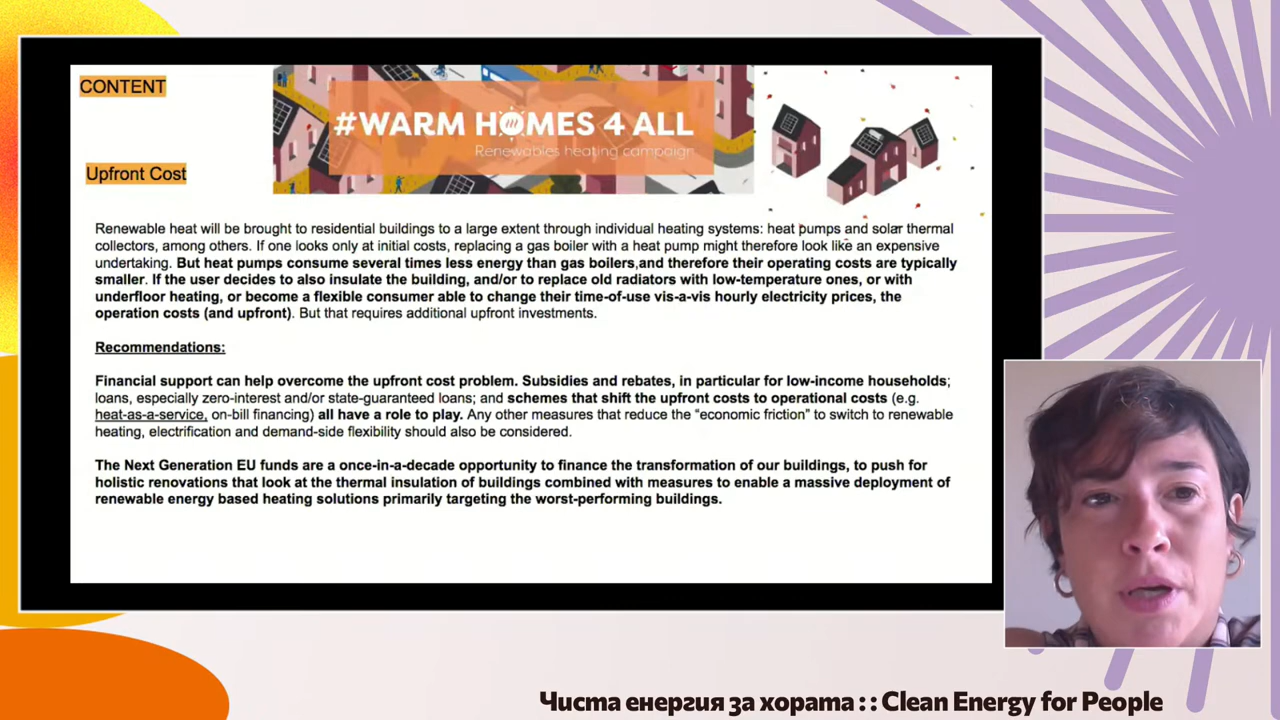 CONTENT
#WARM HOMES 4 ALL
Renewables heating campaign
Upfront Cost
Renewable heat will be brought to residential buildings to a large extent through individual heating systems: heat pumps and solar thermal
collectors, among others. If one looks only at initial costs, replacing a gas boiler with a heat pump might therefore look like an expensive
undertaking. But heat pumps consume several times less energy than gas boilers,and therefore their operating costs are typically
smaller. If the user decides to also insulate the building, and/or to replace old radiators with low-temperature ones, or with
underfloor heating, or become a flexible consumer able to change their time-of-use vis-a-vis hourly electricity prices, the
operation costs (and upfront). But that requires additional upfront investments.
Recommendations:
Financial support can help overcome the upfront cost problem. Subsidies and rebates, in particular for low-income households;
loans, especially zero-interest and/or state-guaranteed loans; and schemes that shift the upfront costs to operational costs (e.g.
heat-as-a-service, on-bill financing) all have a role to play. Any other measures that reduce the “economic friction” to switch to renewable
heating, electrification and demand-side flexibility should also be considered.
The Next Generation EU funds are a once-in-a-decade opportunity to finance the transformation of our buildings, to push for
holistic renovations that look at the thermal insulation of buildings combined with measures to enable a massive deployment of
renewable energy based heating solutions primarily targeting the worst-performing buildings.
Чиста енергия за хората :: Clean Energy for People